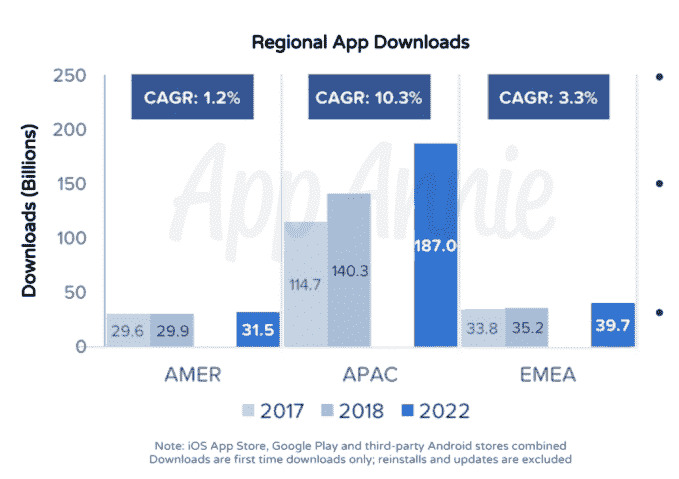 Regional App Downloads
Downloads (Billions)
250
200
150
100
50
0
CAGR: 1.2%
CAGR: 10.3%
CAGR: 3.3%
App Annie
29.6
29.9
31.5
114.7
140.3
187.0
33.8
35.2
39.7
AMER
APAC
EMEA
2017
2018
2022
Note: iOS App Store, Google Play and third-party Android stores combined
Downloads are first time downloads only; reinstalls and updates are excluded